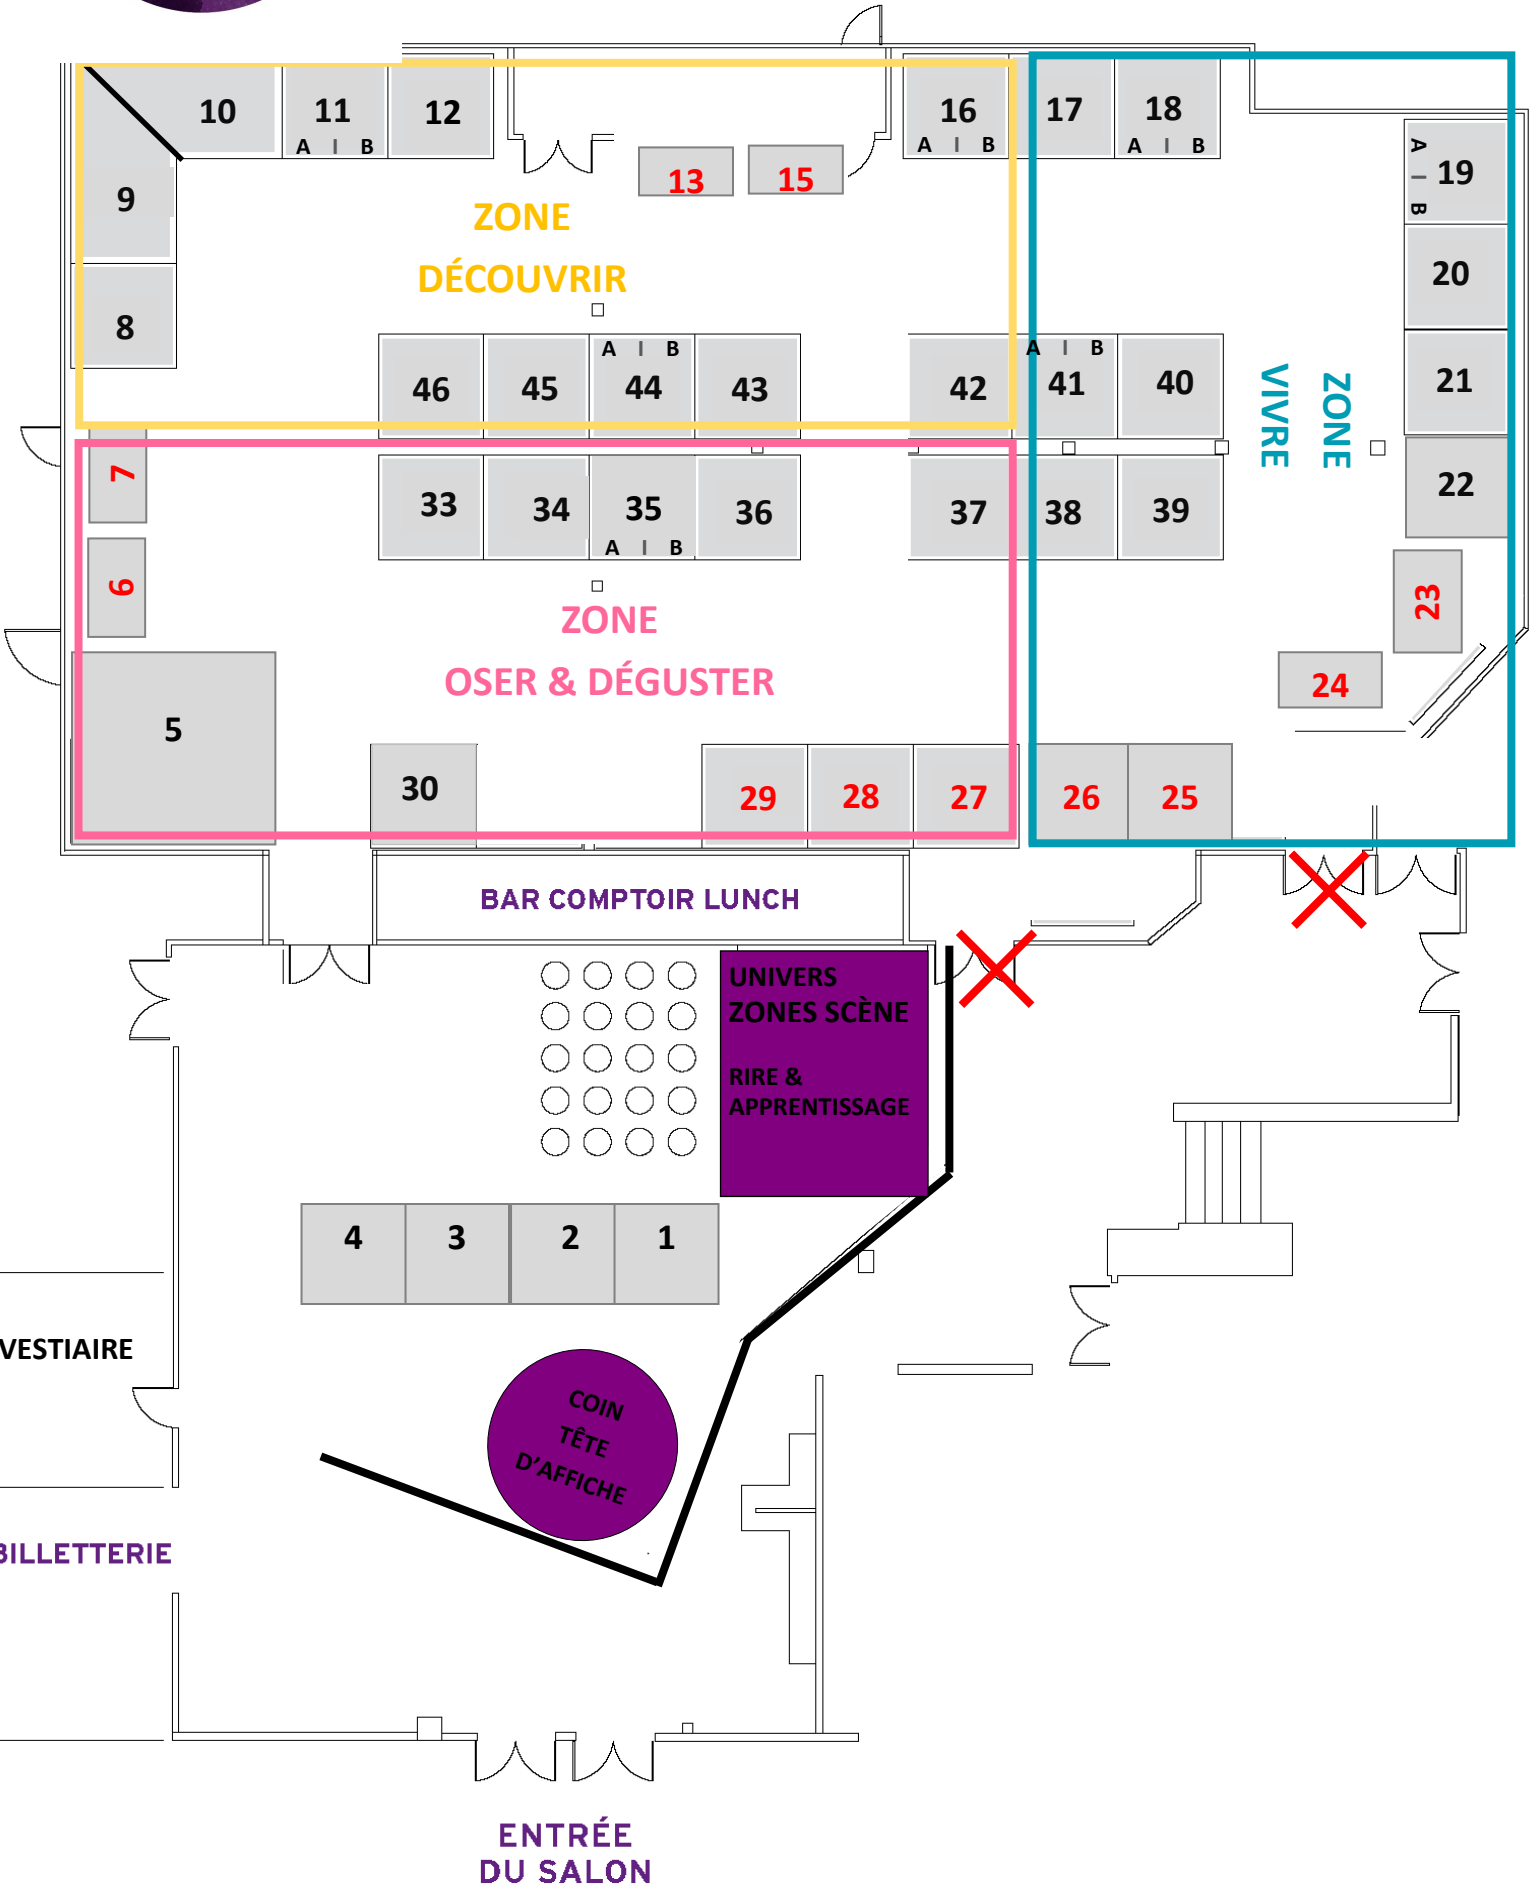 10
11
A I B
12
16
A I B
17
18
A I B
A I B
19
9
13
15
ZONE
DÉCOUVRIR
20
8
46
45
A I B
44
43
42
A I B
41
40
ZONE
VIVRE
21
7
33
34
35
A I B
36
37
38
39
22
6
ZONE
OSER & DÉGUSTER
23
24
5
30
29
28
27
26
25
BAR COMPTOIR LUNCH
UNIVERS
ZONES SCÈNE
RIRE &
APPRENTISSAGE
4
3
2
1
VESTIAIRE
COIN
TÊTE
D'AFFICHE
BILLETTERIE
ENTRÉE
DU SALON